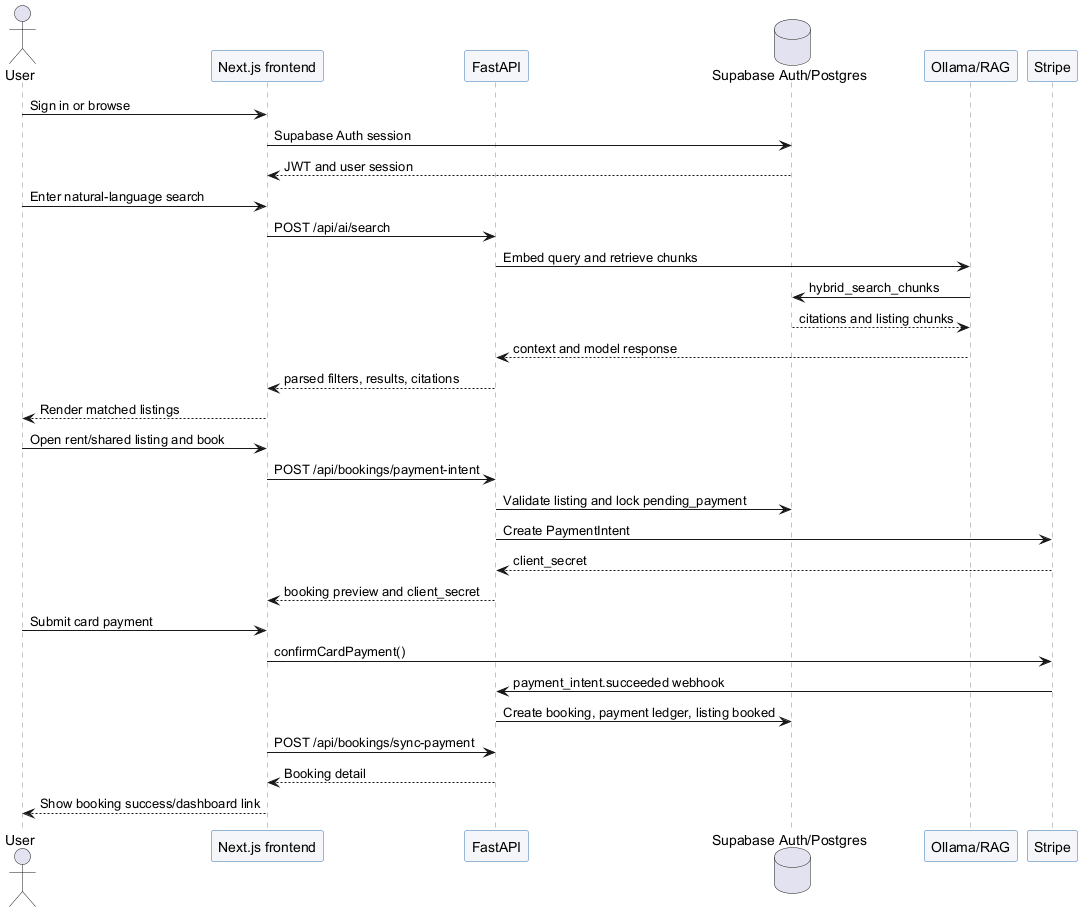 User
Next.js frontend
FastAPI
Supabase Auth/Postgres
Ollama/RAG
Stripe
Sign in or browse
Supabase Auth session
JWT and user session
Enter natural-language search
POST /api/ai/search
Embed query and retrieve chunks
hybrid_search_chunks
citations and listing chunks
context and model response
parsed filters, results, citations
Render matched listings
Open rent/shared listing and book
POST /api/bookings/payment-intent
Validate listing and lock pending_payment
Create PaymentIntent
client_secret
booking preview and client_secret
Submit card payment
confirmCardPayment()
payment_intent.succeeded webhook
Create booking, payment ledger, listing booked
POST /api/bookings/sync-payment
Booking detail
Show booking success/dashboard link
User
Next.js frontend
FastAPI
Supabase Auth/Postgres
Ollama/RAG
Stripe